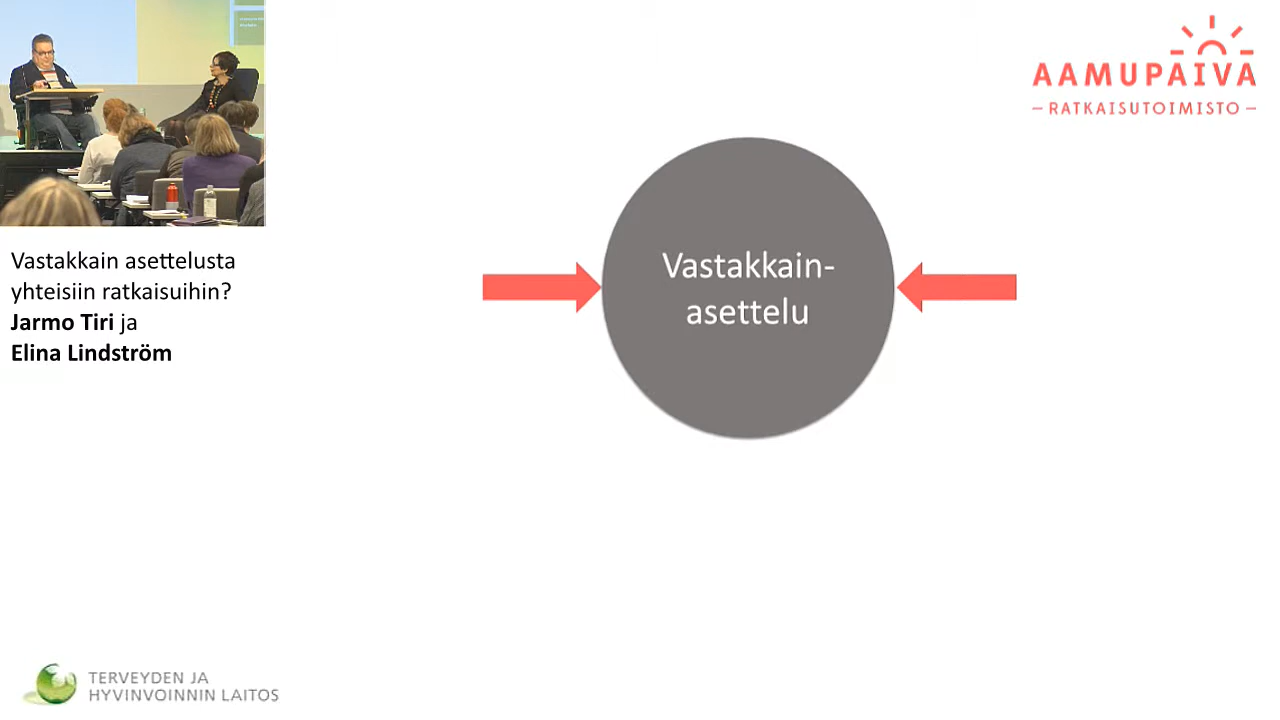 AAMUPAIVA
–RATKAISUTOIMISTO–
Vastakkain-
asettelu
Vastakkain asettelusta
yhteisiin ratkaisuihin?
Jarmo Tiri ja
Elina Lindström
TERVEYDEN JA
HYVINVOINNIN LAITOS